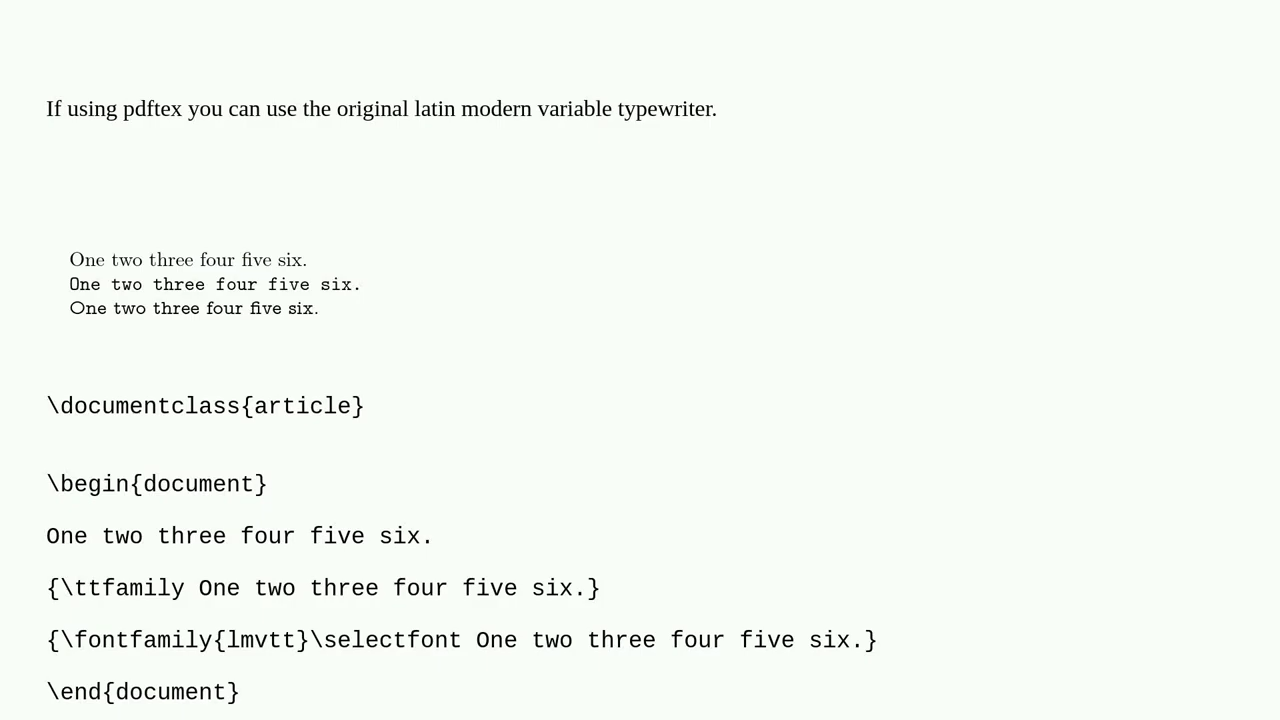 If using pdftex you can use the original latin modern variable typewriter.
One two three four five six.
One two three four five six.
One two three four five six.
\documentclass{article}
\begin{document}
One two three four five six.
{\ttfamily One two three four five six.}
{\fontfamily{lmvtt}\selectfont One two three four five six.}
\end{document}